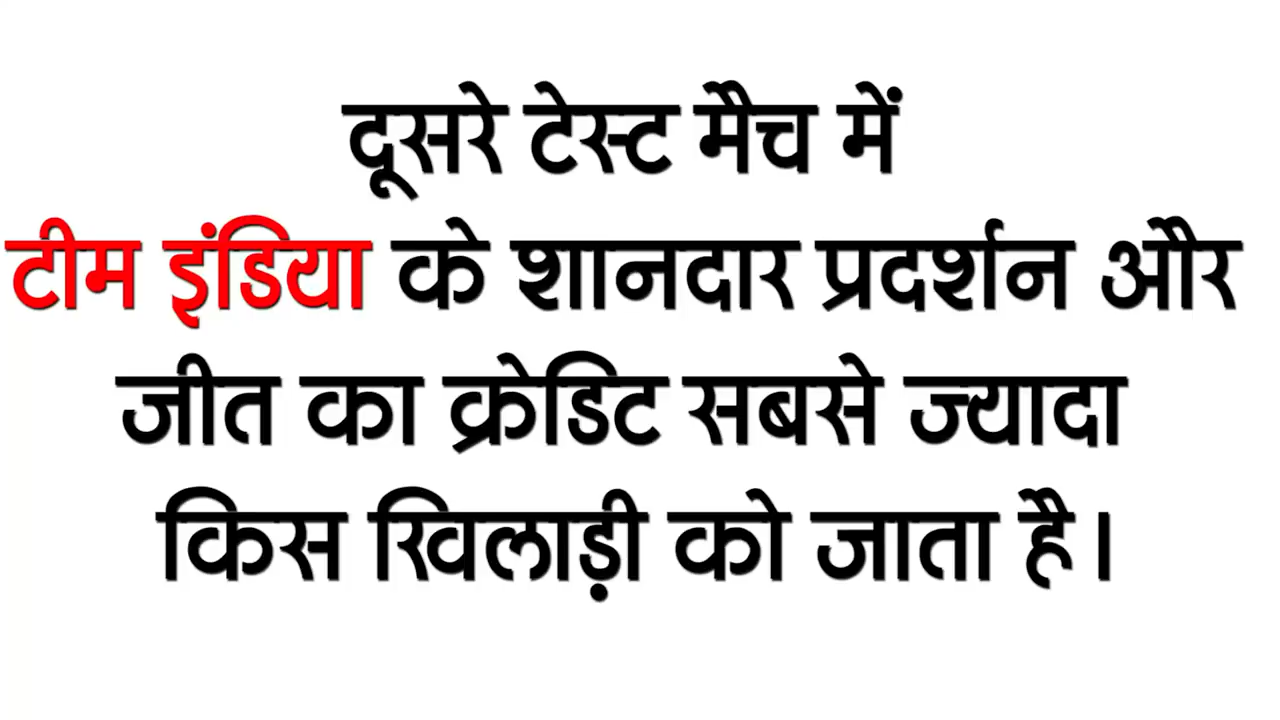 दूसरे टेस्ट मैच में
टीम इंडिया के शानदार प्रदर्शन और
जीत का क्रेडिट सबसे ज्यादा
किस खिलाड़ी को जाता है।